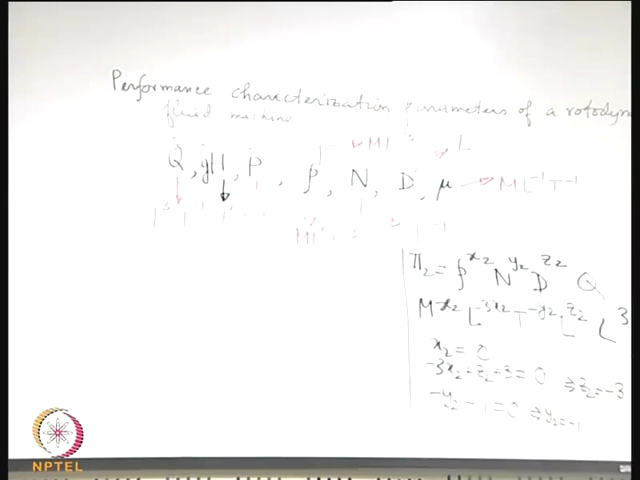 Performance characterization parameters of a rotodyn
fluid machine
Q, gH, P, ρ, N, D, μ → ML⁻¹T⁻¹
L
π₂ = ρ^x₂ N^y₂ D^z₂ Q
M^x₂ L^-3x₂ T^-y₂ L^z₂ L³
x₂ = 0
-3x₂+z₂+3=0 ⇒ z₂=-3
-y₂-1=0 ⇒ y₂=-1
NPTEL